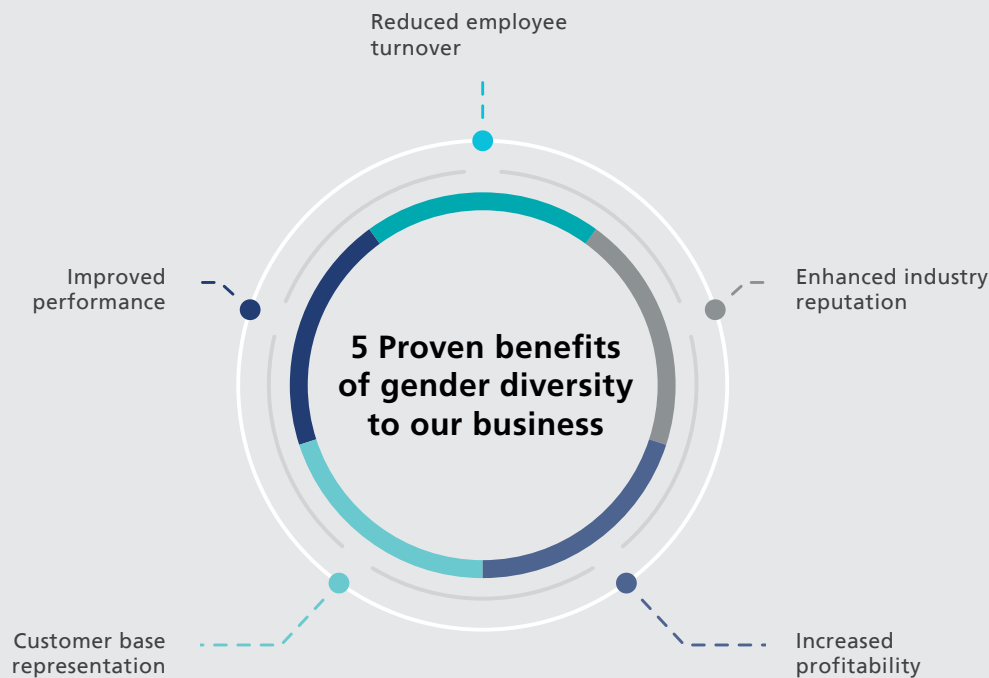 Reduced employee
turnover
Improved
performance
Enhanced industry
reputation
5 Proven benefits
of gender diversity
to our business
Customer base
representation
Increased
profitability